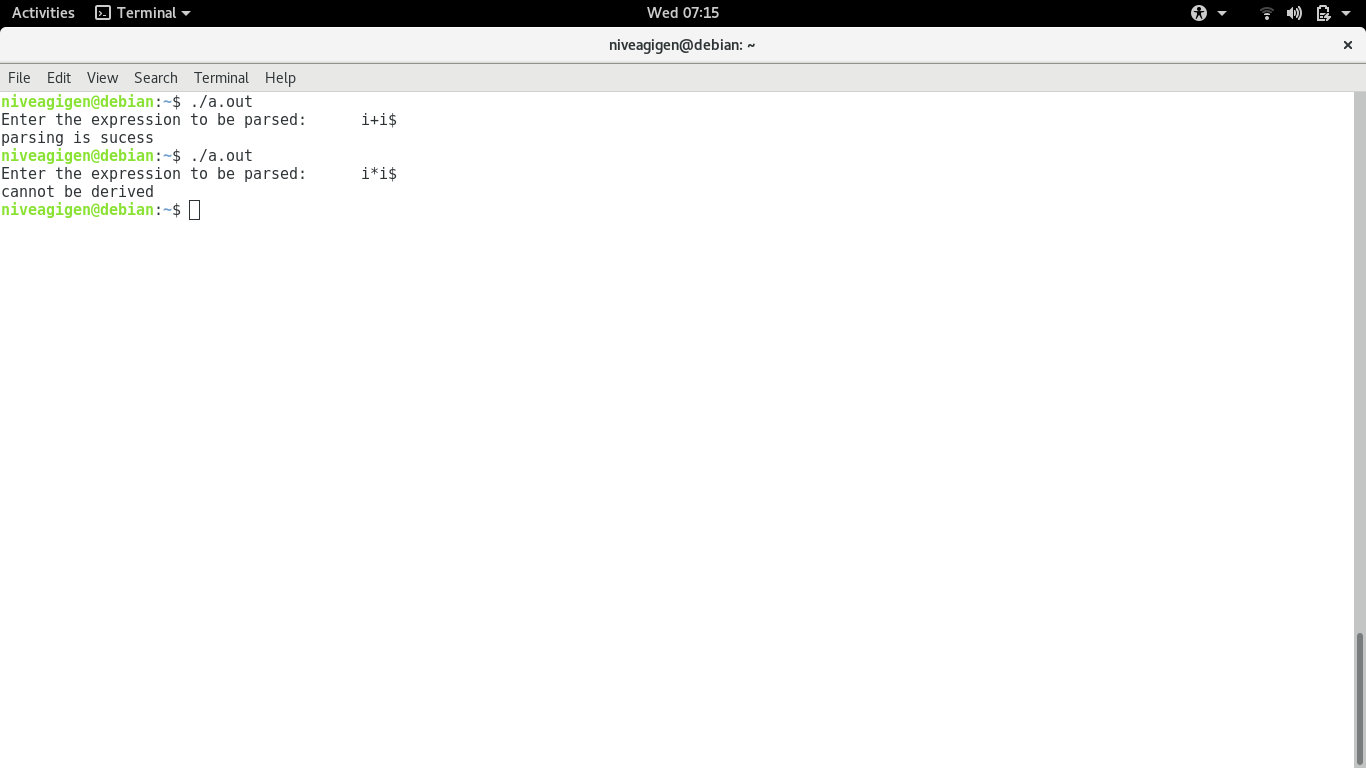 Activities Terminal Wed 07:15
niveagigen@debian: ~ ×
File Edit View Search Terminal Help
niveagigen@debian:~$ ./a.out
Enter the expression to be parsed:      i+i$
parsing is sucess
niveagigen@debian:~$ ./a.out
Enter the expression to be parsed:      i*i$
cannot be derived
niveagigen@debian:~$